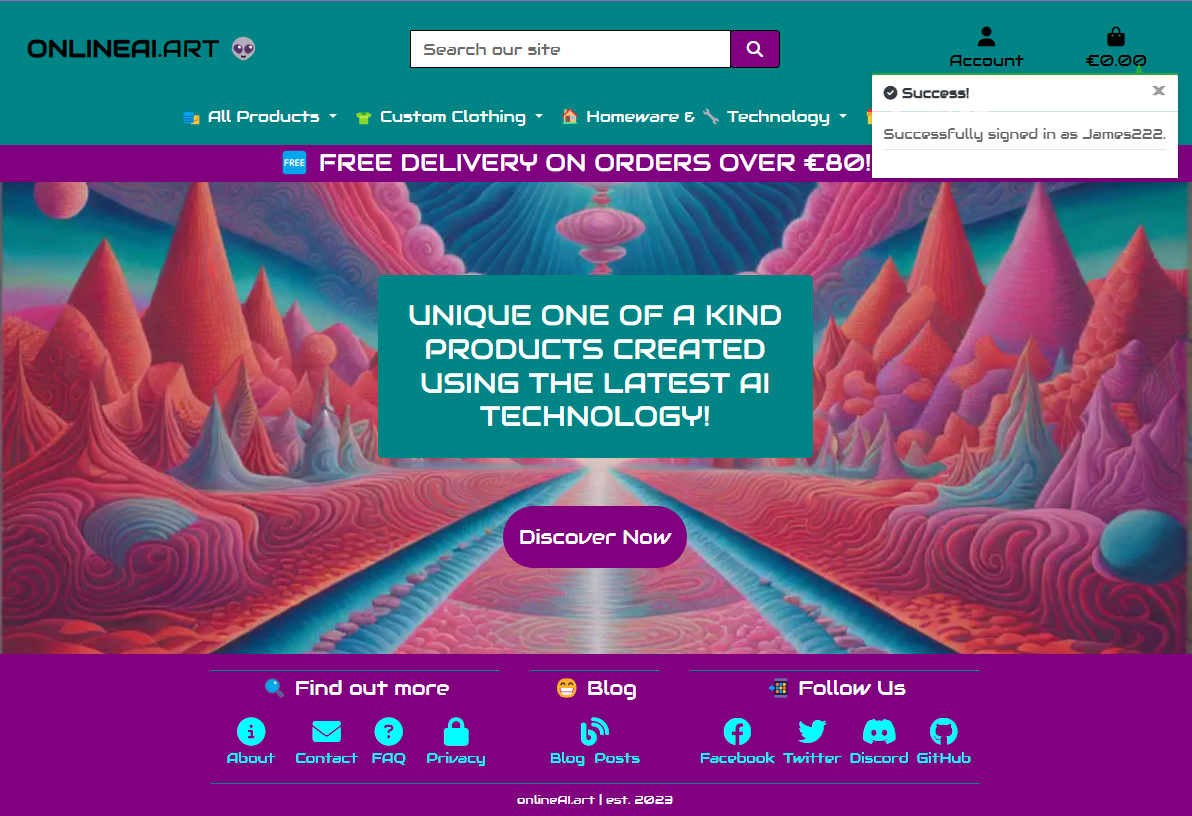 ONLINEAI.ART
Search our site
Account
€0.00
Success!
Successfully signed in as James222.
All Products
Custom Clothing
Homeware &
Technology
FREE
FREE DELIVERY ON ORDERS OVER €80!
UNIQUE ONE OF A KIND
PRODUCTS CREATED
USING THE LATEST AI
TECHNOLOGY!
Discover Now
Find out more
Blog
Follow Us
About
Contact
FAQ
Privacy
Blog Posts
Facebook
Twitter
Discord
GitHub
onlineAI.art | est. 2023